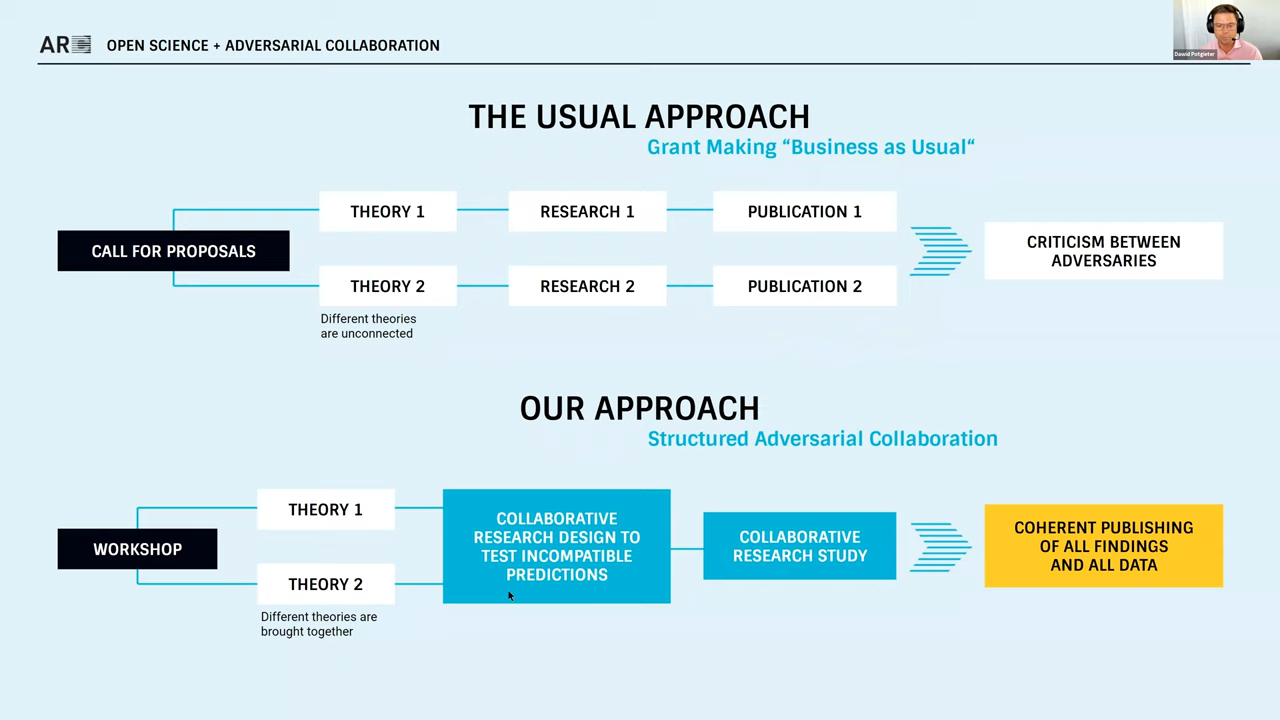 ARC OPEN SCIENCE + ADVERSARIAL COLLABORATION
Dawid Potgieter
THE USUAL APPROACH
Grant Making “Business as Usual“
CALL FOR PROPOSALS
THEORY 1
RESEARCH 1
PUBLICATION 1
THEORY 2
RESEARCH 2
PUBLICATION 2
Different theories
are unconnected
CRITICISM BETWEEN
ADVERSARIES
OUR APPROACH
Structured Adversarial Collaboration
WORKSHOP
THEORY 1
THEORY 2
Different theories are
brought together
COLLABORATIVE
RESEARCH DESIGN TO
TEST INCOMPATIBLE
PREDICTIONS
COLLABORATIVE
RESEARCH STUDY
COHERENT PUBLISHING
OF ALL FINDINGS
AND ALL DATA